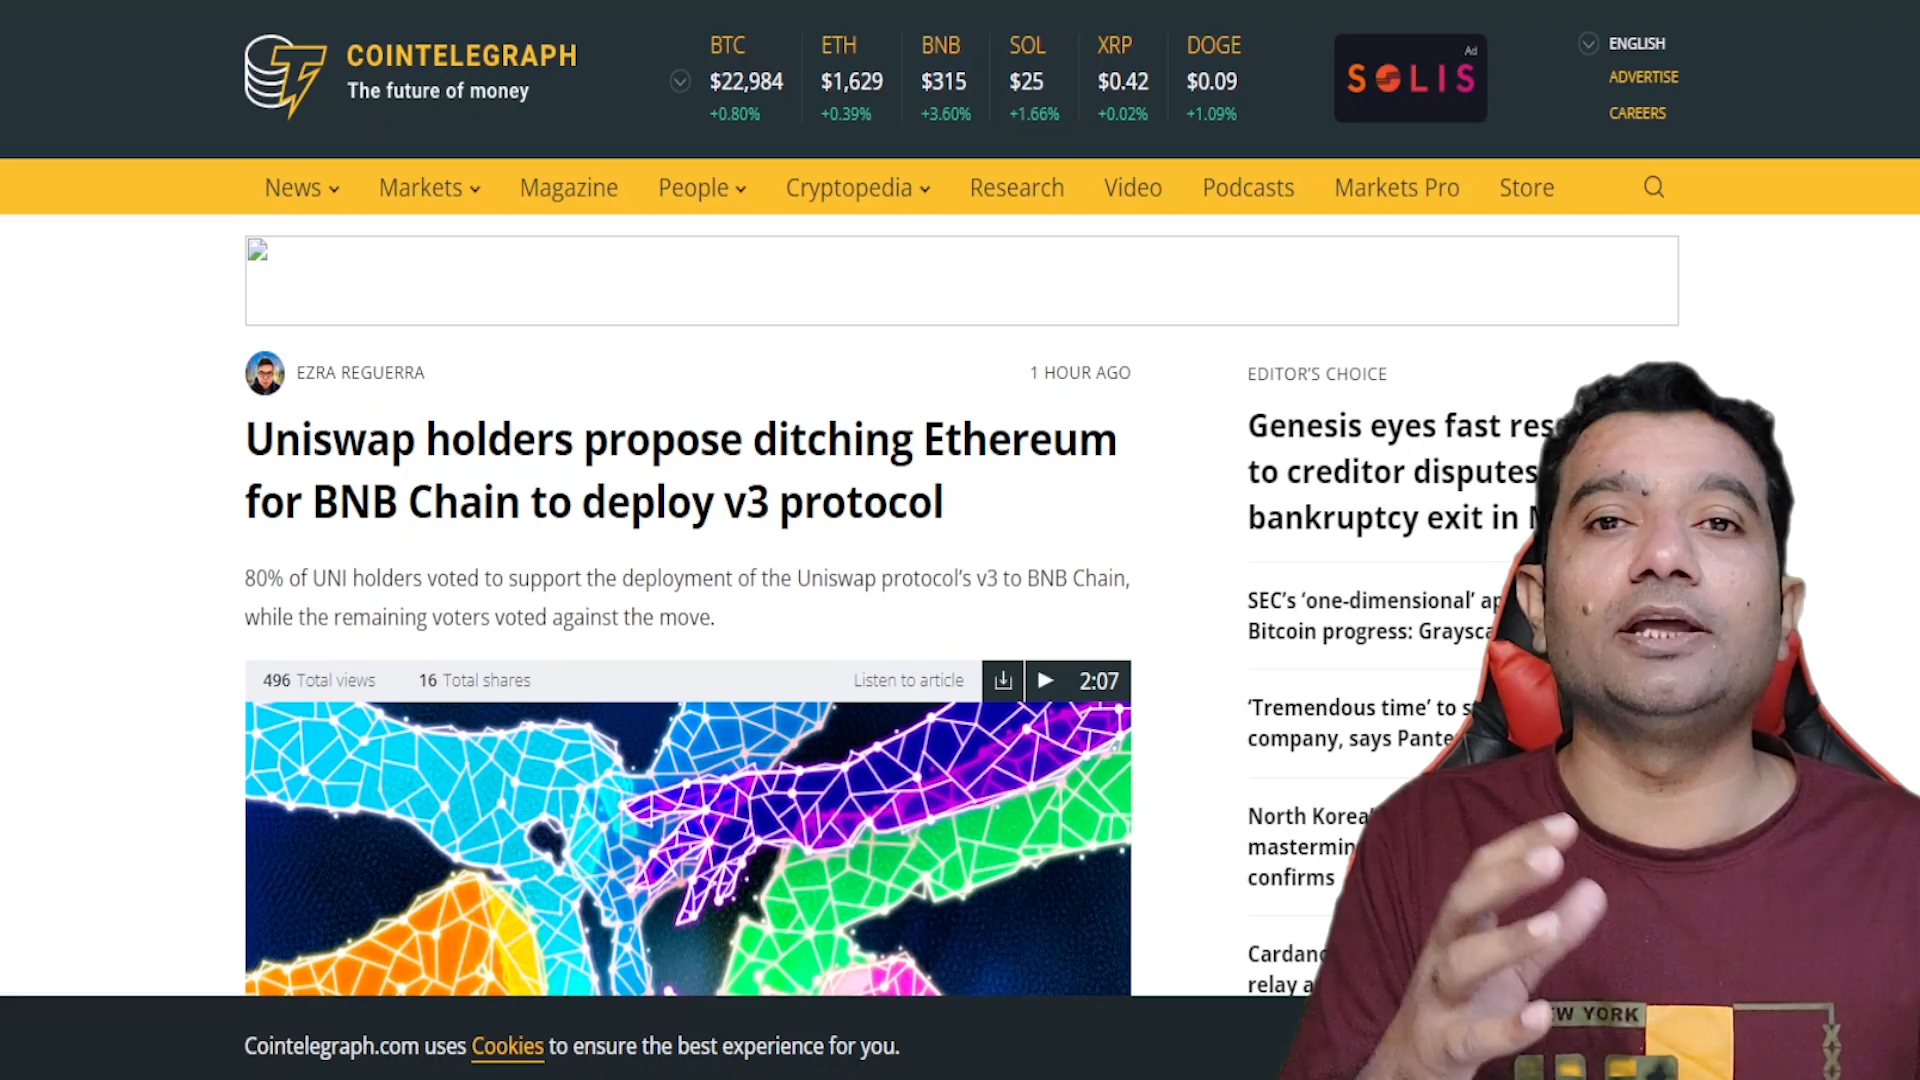 COINTELEGRAPH
The future of money
BTC ETH BNB SOL XRP DOGE
$22,984 $1,629 $315 $25 $0.42 $0.09
+0.80% +0.39% +3.60% +1.66% +0.02% +1.09%
Ad
SOLIS
ENGLISH
ADVERTISE
CAREERS
News Markets Magazine People Cryptopedia Research Video Podcasts Markets Pro Store
EZRA REGUERRA
1 HOUR AGO
Uniswap holders propose ditching Ethereum
for BNB Chain to deploy v3 protocol
80% of UNI holders voted to support the deployment of the Uniswap protocol's v3 to BNB Chain,
while the remaining voters voted against the move.
496 Total views 16 Total shares Listen to article 2:07
EDITOR'S CHOICE
Genesis eyes fast res
to creditor disputes
bankruptcy exit in
SEC's 'one-dimensional' ap
Bitcoin progress: Graysca
'Tremendous time' to s
company, says Pante
North Korea
mastermin
confirms
Cardano
relay a
Cointelegraph.com uses Cookies to ensure the best experience for you.
EW YORK